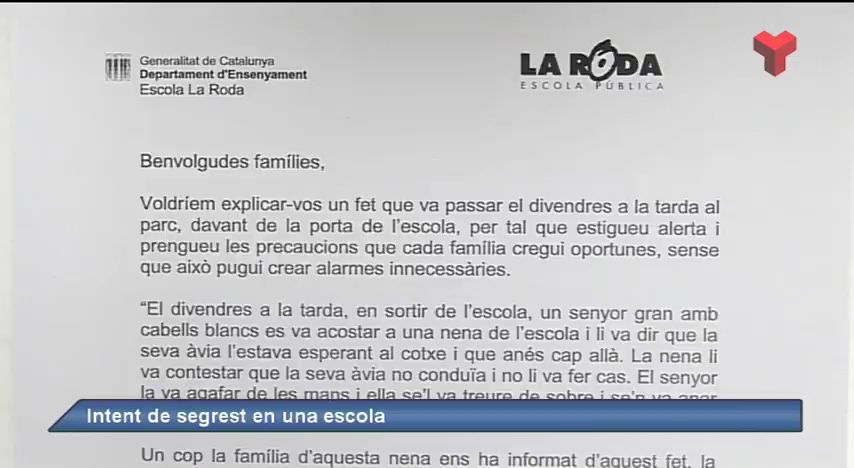 Generalitat de Catalunya
Departament d'Ensenyament
Escola La Roda
LA RODA
ESCOLA PÚBLICA
Benvolgudes famílies,
Voldríem explicar-vos un fet que va passar el divendres a la tarda al
parc, davant de la porta de l'escola, per tal que estigueu alerta i
prengueu les precaucions que cada família cregui oportunes, sense
que això pugui crear alarmes innecessàries.
“El divendres a la tarda, en sortir de l'escola, un senyor gran amb
cabells blancs es va acostar a una nena de l'escola i li va dir que la
seva àvia l'estava esperant al cotxe i que anés cap allà. La nena li
va contestar que la seva àvia no conduïa i no li va fer cas. El senyor
la va agafar de les mans i ella se'l va treure de sobre i se'n va anar
Intent de segrest en una escola
Un cop la família d'aquesta nena ens ha informat d'aquest fet, la